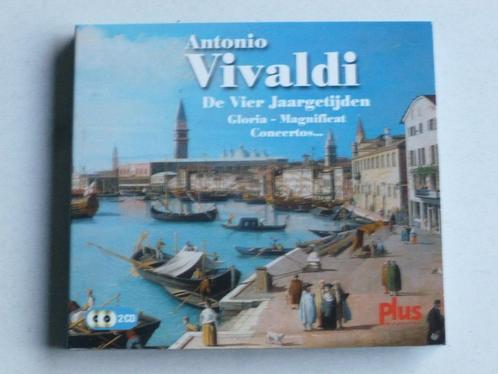 Antonio
Vivaldi
De Vier Jaargetijden
Gloria - Magnificat
Concertos...
2CD
Plus